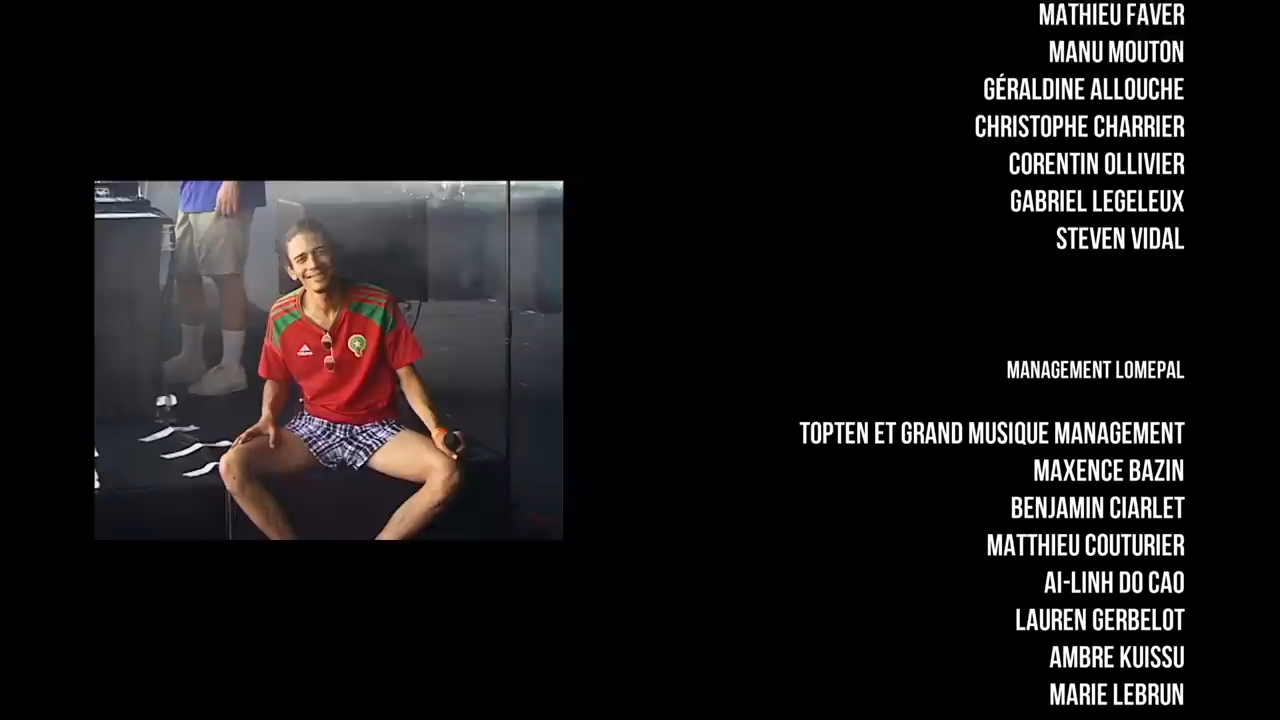 MATHIEU FAVER
MANU MOUTON
GÉRALDINE ALLOUCHE
CHRISTOPHE CHARRIER
CORENTIN OLLIVIER
GABRIEL LEGELEUX
STEVEN VIDAL
MANAGEMENT LOMEPAL
TOPTEN ET GRAND MUSIQUE MANAGEMENT
MAXENCE BAZIN
BENJAMIN CIARLET
MATTHIEU COUTURIER
AI-LINH DO CAO
LAUREN GERBELOT
AMBRE KUISSU
MARIE LEBRUN